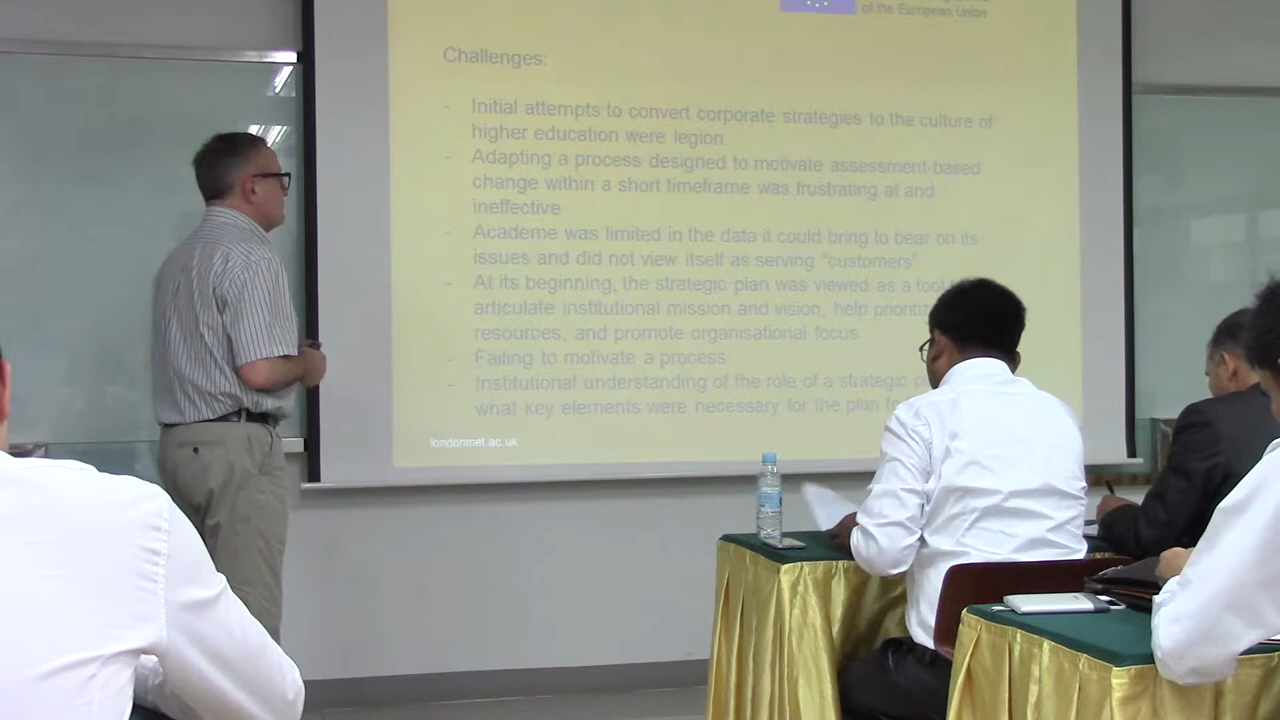 of the European Union
Challenges:
- Initial attempts to convert corporate strategies to the culture of
higher education were legion
- Adapting a process designed to motivate assessment-based
change within a short timeframe was frustrating at and
ineffective
- Academe was limited in the data it could bring to bear on its
issues and did not view itself as serving "customers"
- At its beginning, the strategic plan was viewed as a tool
articulate institutional mission and vision, help
resources, and promote organisational focus.
- Failing to motivate a process
- Institutional understanding of the role of a strategic
what key elements were necessary for the plan
londonmet.ac.uk